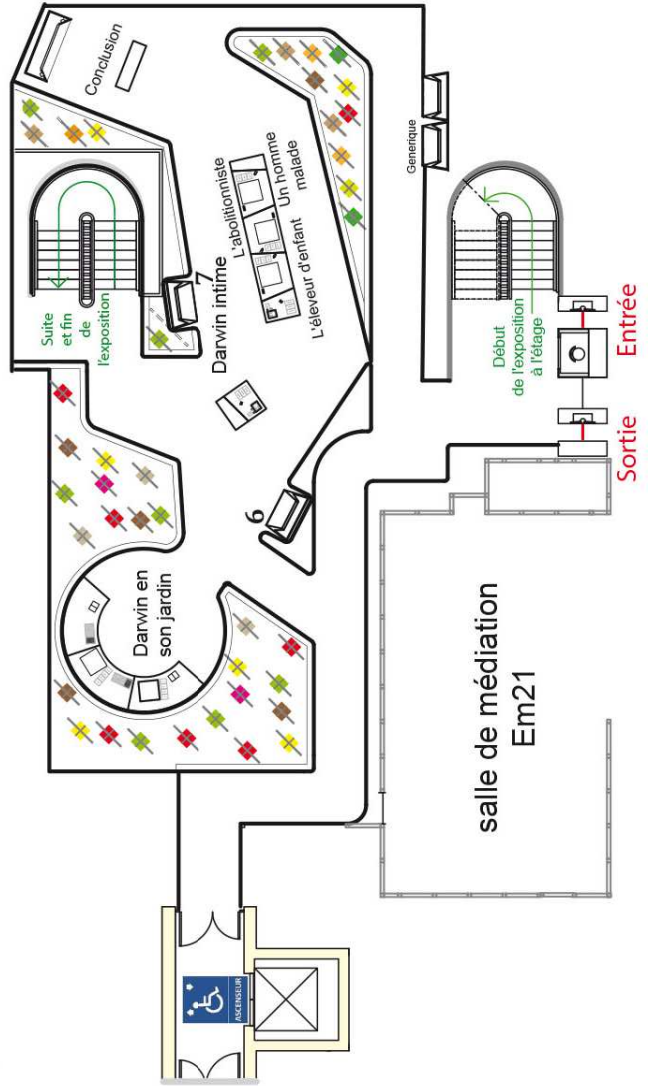 Conclusion
Suite
et fin
de
l'exposition
L'abolitionniste
Un homme
malade
L'éleveur d'enfant
7
Darwin intime
Generique
6
Darwin en
son jardin
Début
de l'exposition
à l'étage
Entrée
Sortie
salle de médiation
Em21
ASCENSEUR